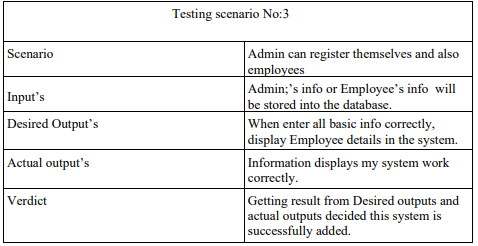 Testing scenario No:3
Scenario
Admin can register themselves and also
employees
Input's
Admin;'s info or Employee's info will
be stored into the database.
Desired Output's
When enter all basic info correctly,
display Employee details in the system.
Actual output's
Information displays my system work
correctly.
Verdict
Getting result from Desired outputs and
actual outputs decided this system is
successfully added.